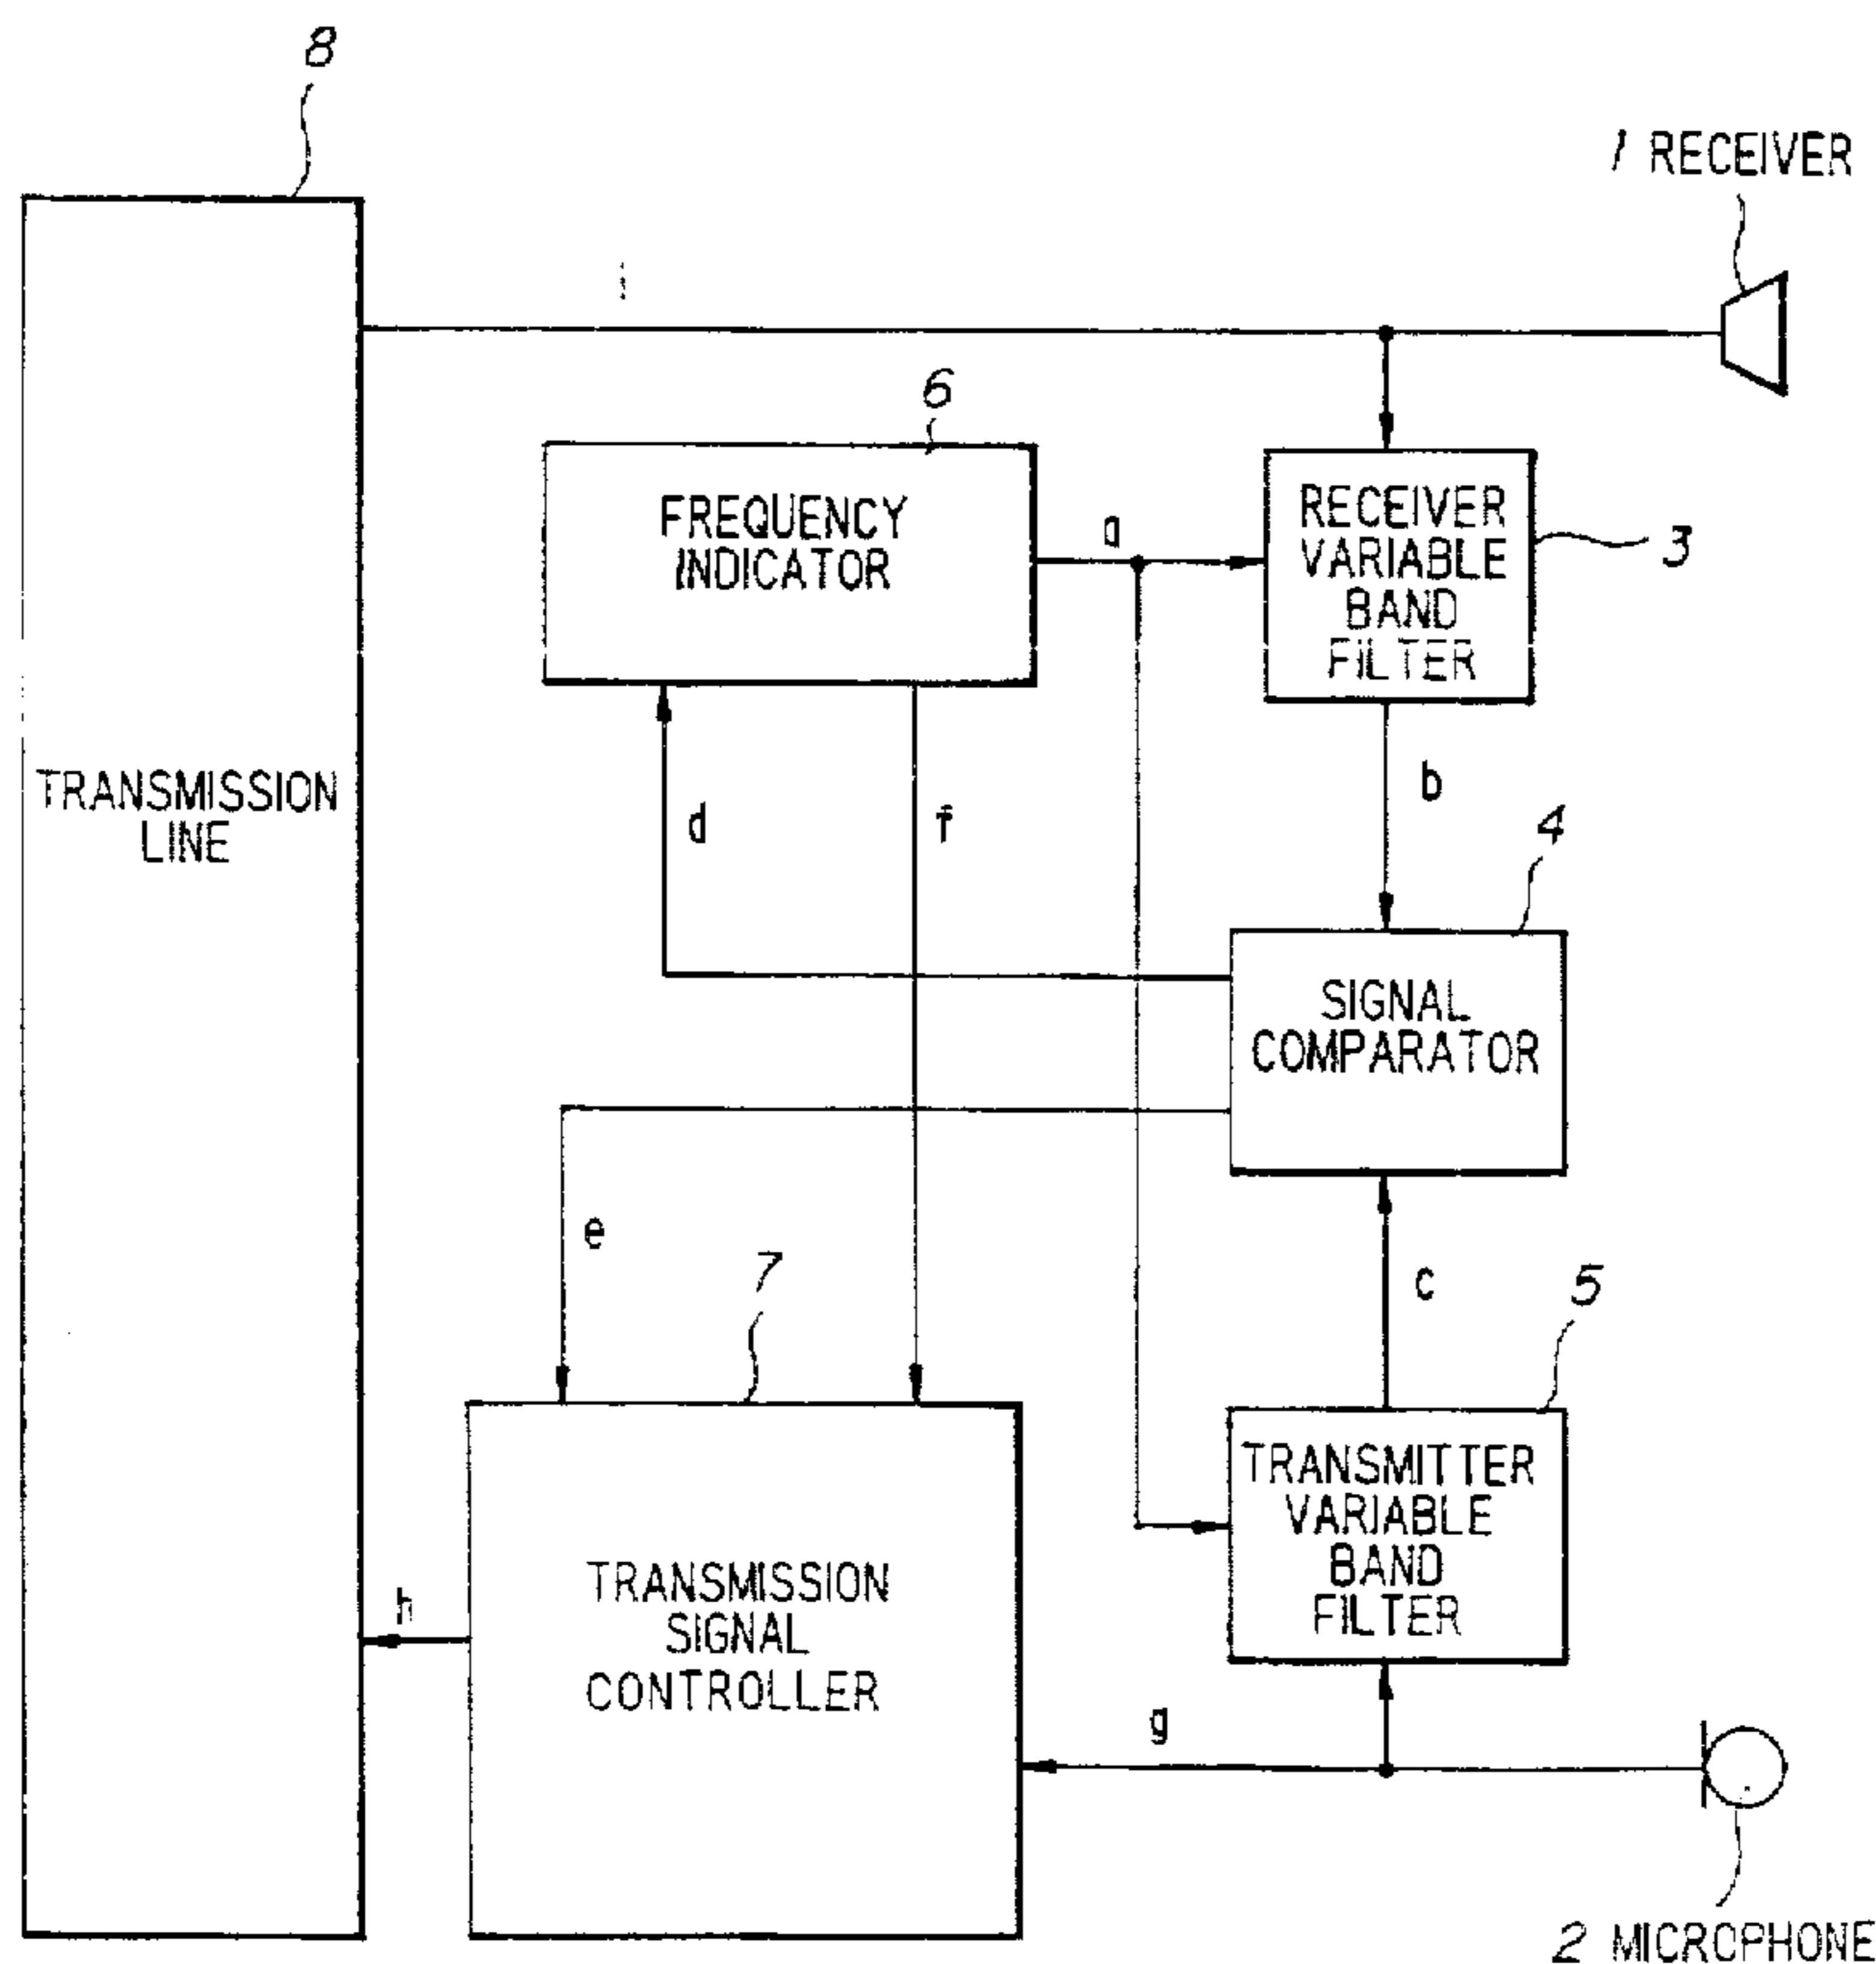 8
1 RECEIVER
i
6
FREQUENCY
INDICATOR
a
RECEIVER
VARIABLE
BAND
FILTER
3
TRANSMISSION
LINE
d
f
b
4
SIGNAL
COMPARATOR
e
7
c
5
TRANSMITTER
VARIABLE
BAND
FILTER
h
TRANSMISSION
SIGNAL
CONTROLLER
g
2 MICROPHONE